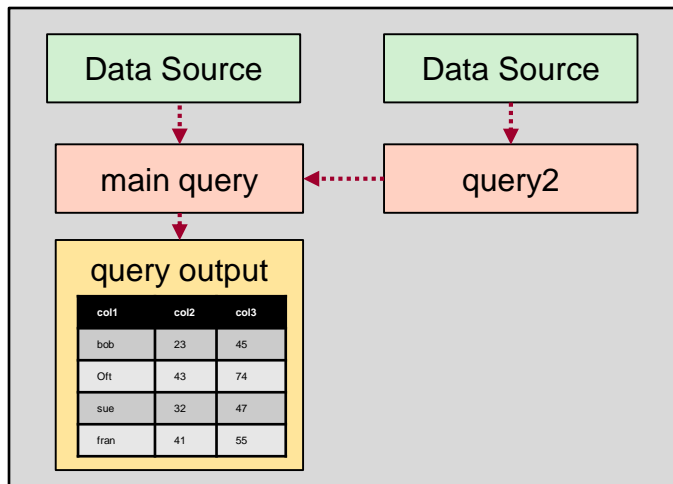 Data Source
Data Source
main query
query2
query output
col1 col2 col3
bob 23 45
Oft 43 74
sue 32 47
fran 41 55